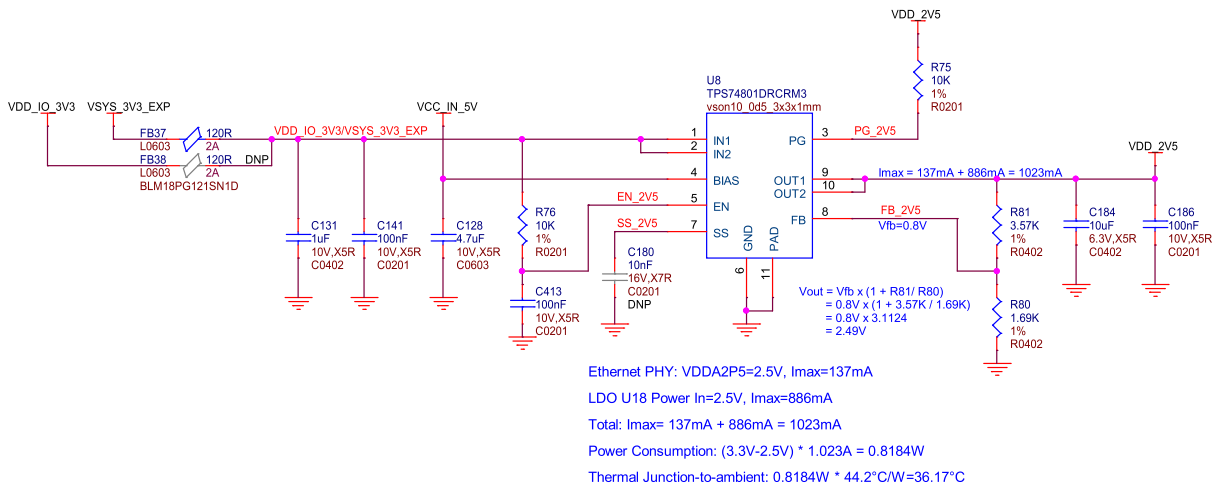 VDD_2V5
R75
10K
1%
R0201
U8
TPS74801DRCRM3
vson10_0d5_3x3x1mm
VDD_IO_3V3
VSYS_3V3_EXP
VCC_IN_5V
FB37
120R
L0603
2A
FB38
120R
DNP
L0603
2A
BLM18PG121SN1D
VDD_IO_3V3/VSYS_3V3_EXP
1
IN1
2
IN2
4
BIAS
5
EN
7
SS
PG
3
PG_2V5
OUT1
9
OUT2
10
FB
8
GND
6
PAD
11
EN_2V5
SS_2V5
FB_2V5
Vfb=0.8V
Imax = 137mA + 886mA = 1023mA
VDD_2V5
C131
1uF
10V,X5R
C0402
C141
100nF
10V,X5R
C0201
C128
4.7uF
10V,X5R
C0603
R76
10K
1%
R0201
C413
100nF
10V,X5R
C0201
C180
10nF
16V,X7R
C0201
DNP
R81
3.57K
1%
R0402
C184
10uF
6.3V,X5R
C0402
C186
100nF
10V,X5R
C0201
R80
1.69K
1%
R0402
Vout = Vfb x (1 + R81/ R80)
= 0.8V x (1 + 3.57K / 1.69K)
= 0.8V x 3.1124
= 2.49V
Ethernet PHY: VDDA2P5=2.5V, Imax=137mA
LDO U18 Power In=2.5V, Imax=886mA
Total: Imax= 137mA + 886mA = 1023mA
Power Consumption: (3.3V-2.5V) * 1.023A = 0.8184W
Thermal Junction-to-ambient: 0.8184W * 44.2°C/W=36.17°C